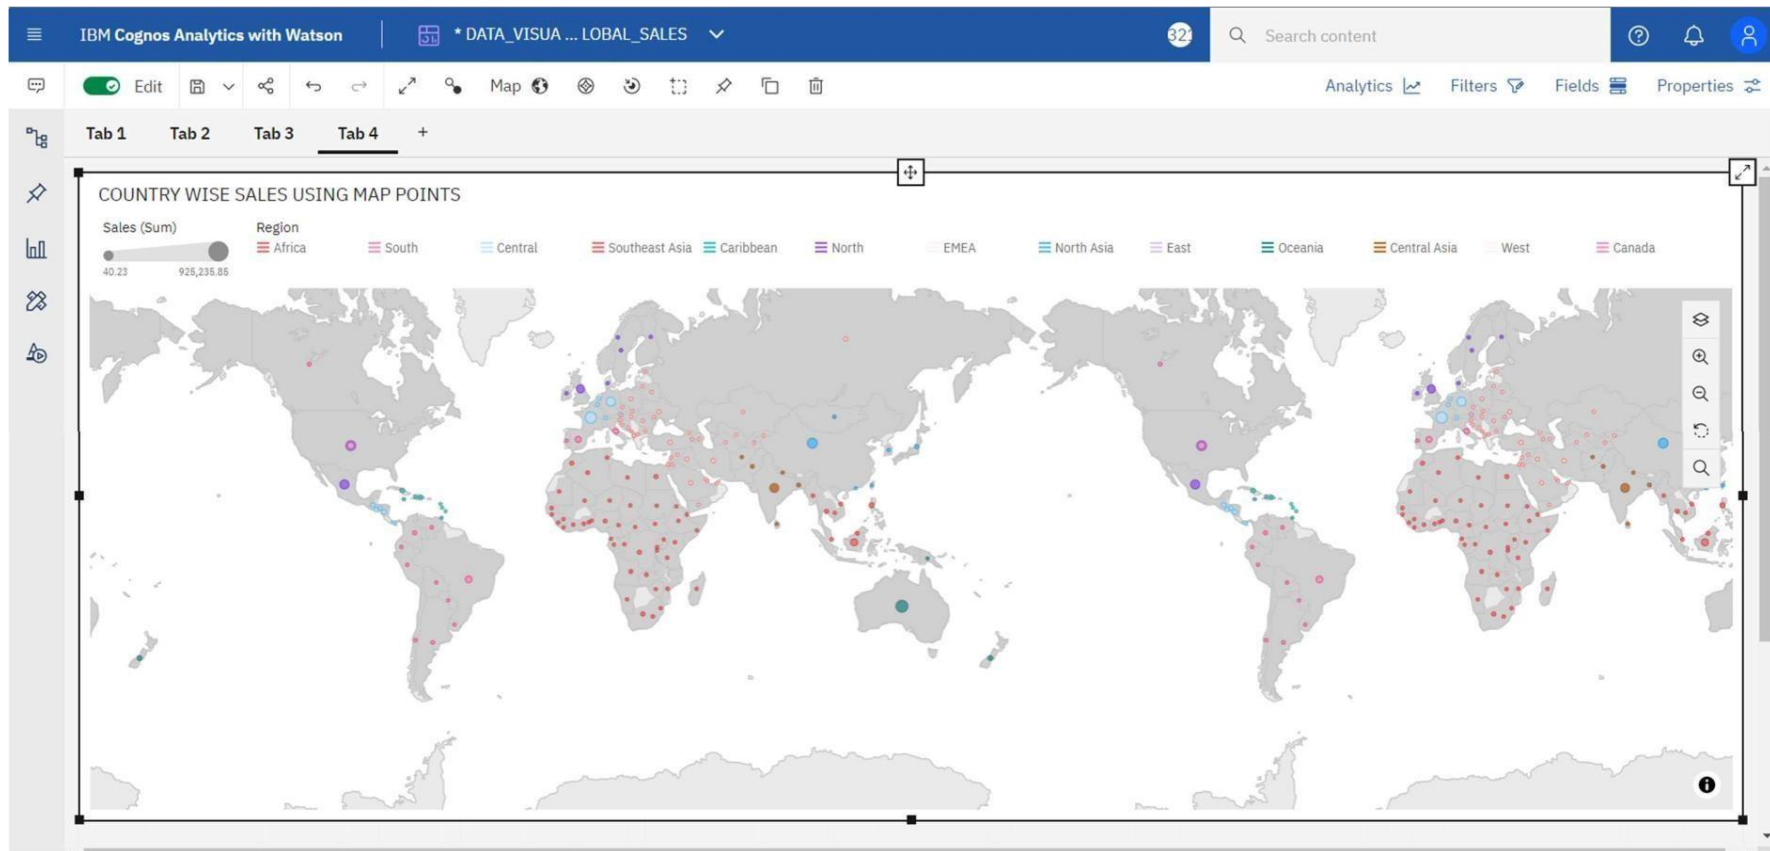 IBM Cognos Analytics with Watson
* DATA_VISUA ... LOBAL_SALES
Search content
Edit
Map
Analytics
Filters
Fields
Properties
Tab 1
Tab 2
Tab 3
Tab 4
+
COUNTRY WISE SALES USING MAP POINTS
Sales (Sum)
40.23
925,235.85
Region
Africa
South
Central
Southeast Asia
Caribbean
North
EMEA
North Asia
East
Oceania
Central Asia
West
Canada